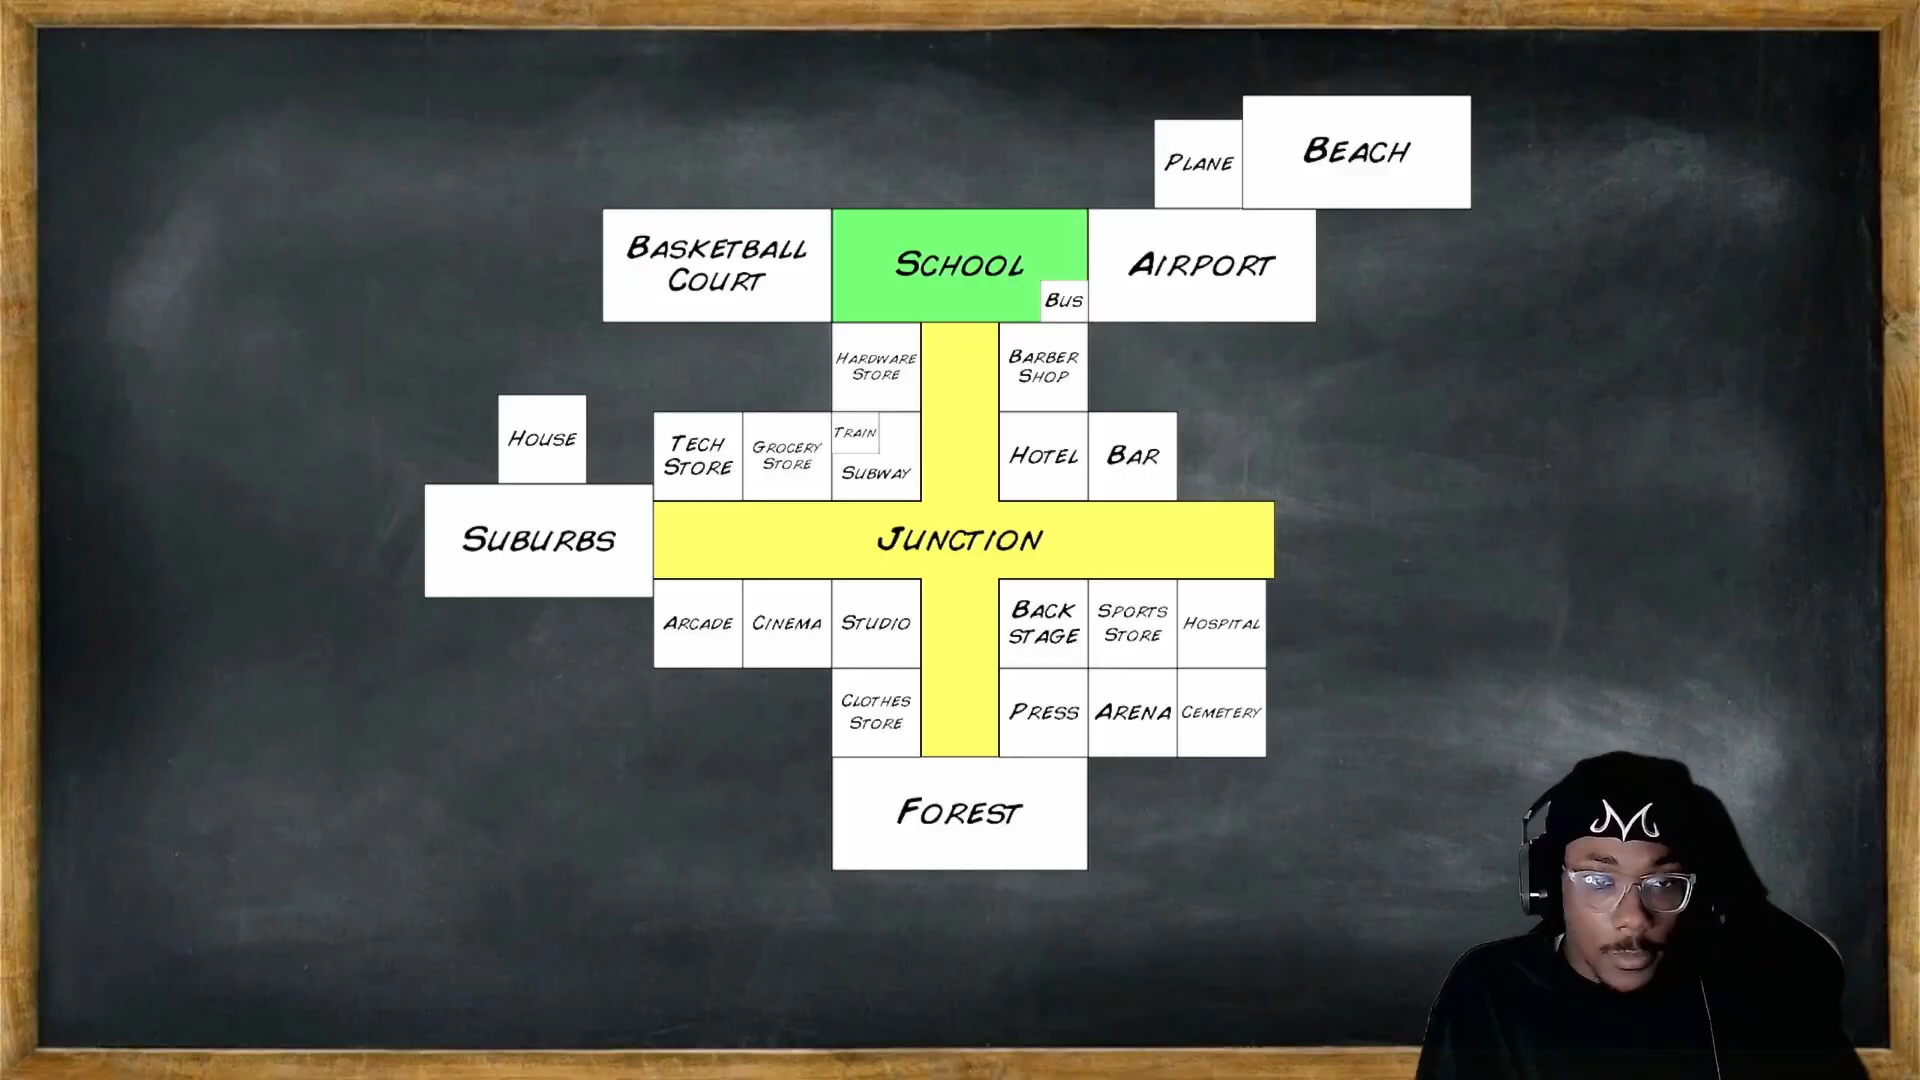 PLANE
BEACH
BASKETBALL
COURT
SCHOOL
BUS
AIRPORT
HARDWARE
STORE
BARBER
SHOP
HOUSE
TECH
STORE
GROCERY
STORE
TRAIN
SUBWAY
HOTEL
BAR
SUBURBS
JUNCTION
ARCADE
CINEMA
STUDIO
BACK
STAGE
SPORTS
STORE
HOSPITAL
CLOTHES
STORE
PRESS
ARENA
CEMETERY
FOREST